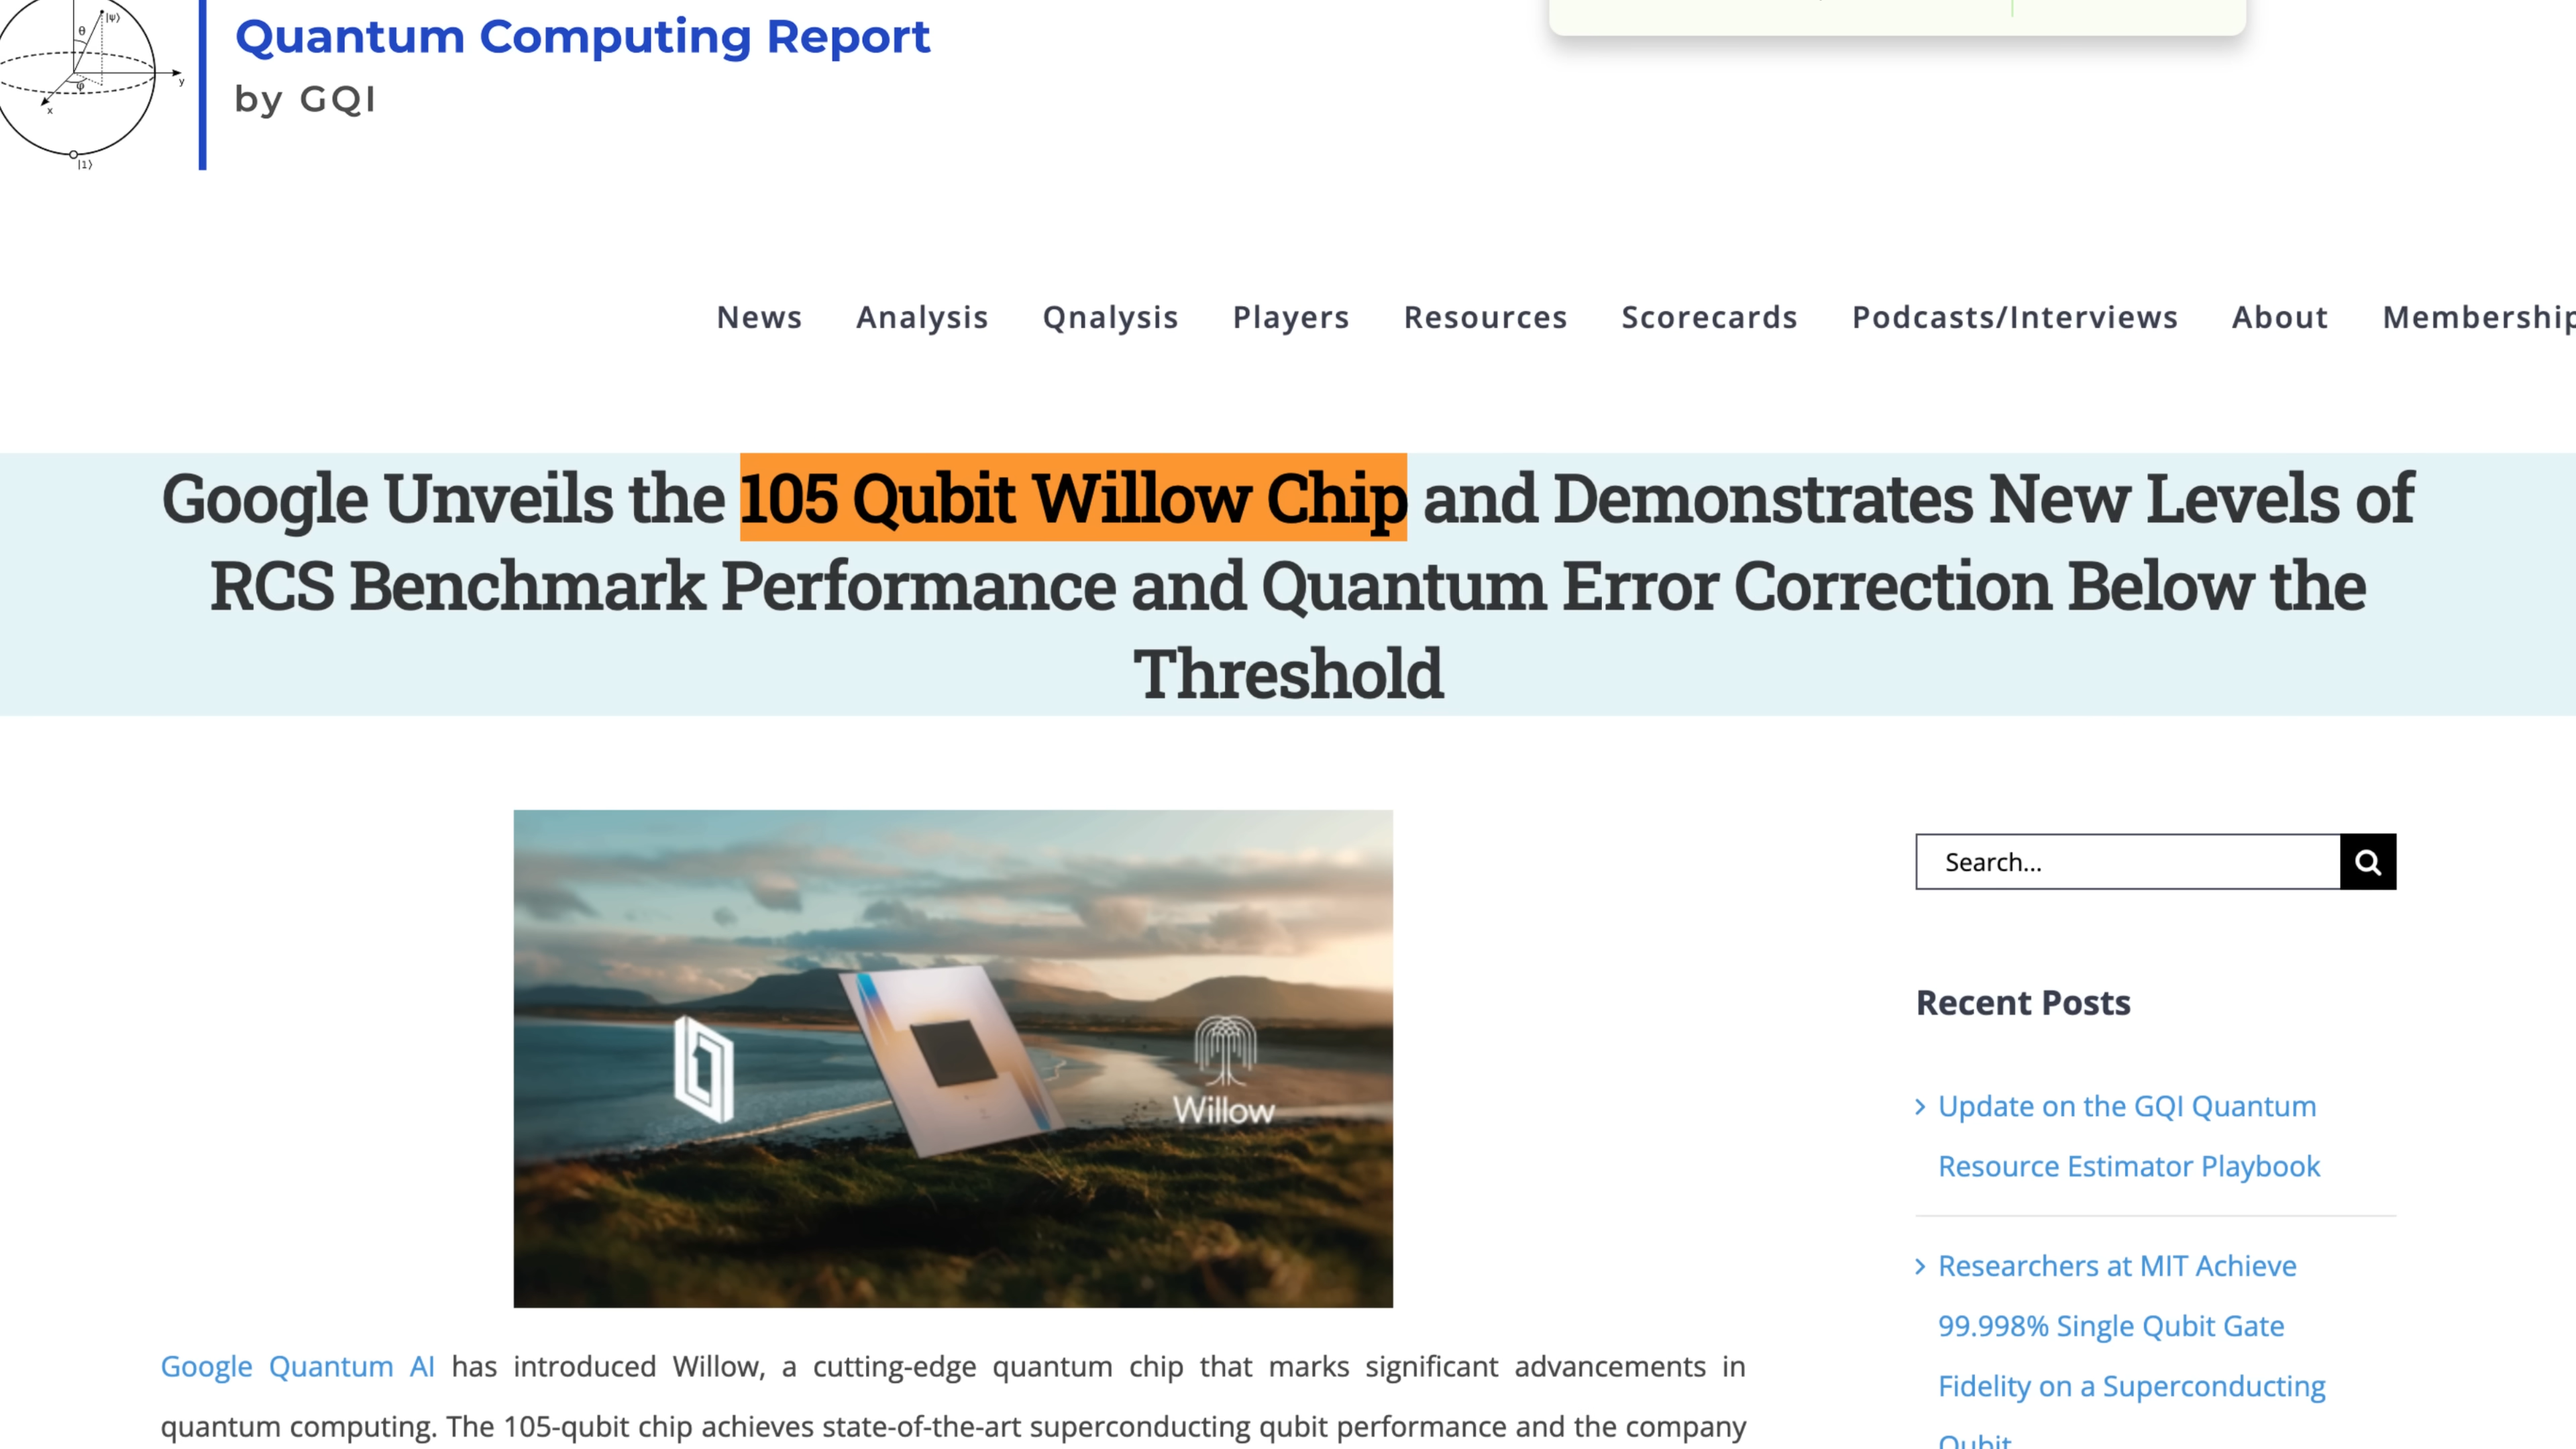 |ψ⟩
θ
φ
y
x
|1⟩
Quantum Computing Report
by GQI
News Analysis Qnalysis Players Resources Scorecards Podcasts/Interviews About Membership
Google Unveils the 105 Qubit Willow Chip and Demonstrates New Levels of
RCS Benchmark Performance and Quantum Error Correction Below the
Threshold
Willow
Search...
Recent Posts
Update on the GQI Quantum
Resource Estimator Playbook
Researchers at MIT Achieve
99.998% Single Qubit Gate
Fidelity on a Superconducting
Qubit
Google Quantum AI has introduced Willow, a cutting-edge quantum chip that marks significant advancements in
quantum computing. The 105-qubit chip achieves state-of-the-art superconducting qubit performance and the company